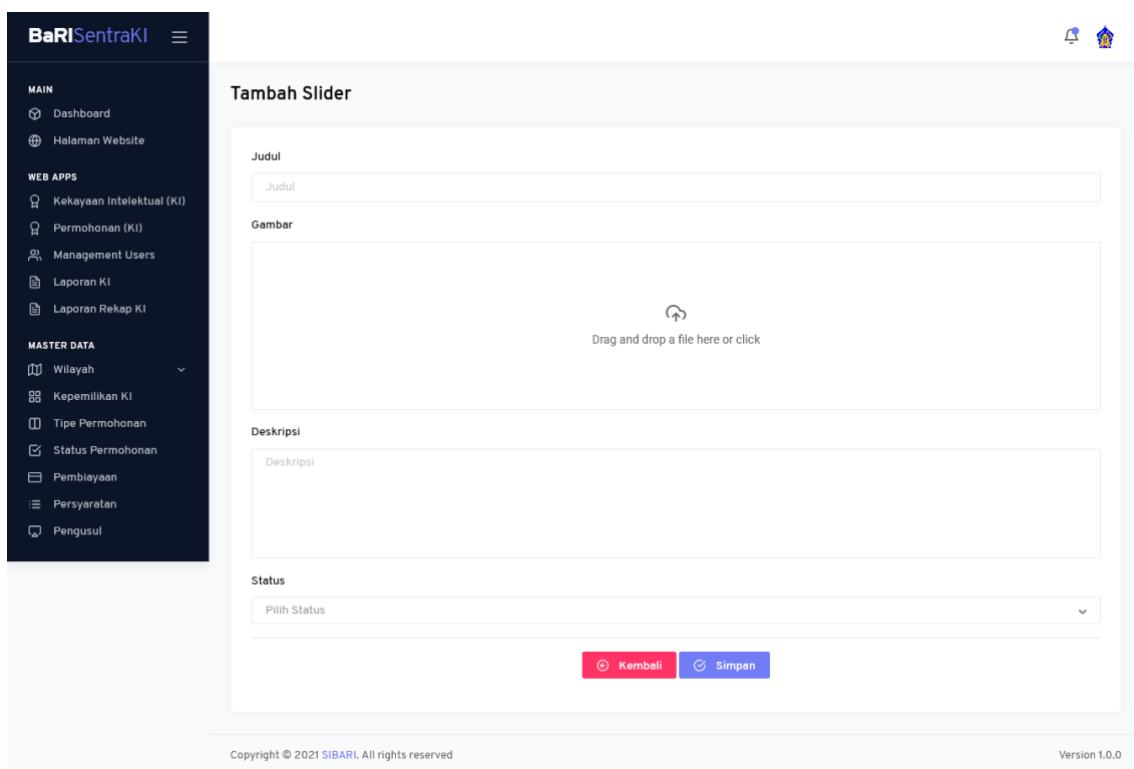 BaRISentraKI
MAIN
Dashboard
Halaman Website
WEB APPS
Kekayaan Intelektual (KI)
Permohonan (KI)
Management Users
Laporan KI
Laporan Rekap KI
MASTER DATA
Wilayah
Kepemilikan KI
Tipe Permohonan
Status Permohonan
Pembiayaan
Persyaratan
Pengusul
Tambah Slider
Judul
Judul
Gambar
Drag and drop a file here or click
Deskripsi
Deskripsi
Status
Pilih Status
Kembali Simpan
Copyright © 2021 SIBARI. All rights reserved Version 1.0.0